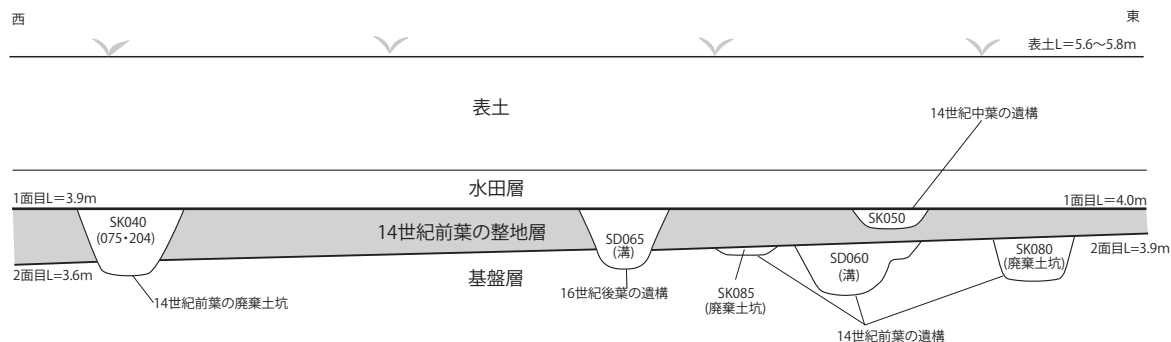 西
東
表土L＝5.6～5.8m
表土
14世紀中葉の遺構
水田層
1面目L＝3.9m
1面目L＝4.0m
SK040
(075・204)
14世紀前葉の整地層
SD065
(溝)
SK050
2面目L＝3.6m
基盤層
SK085
(廃棄土坑)
SD060
(溝)
SK080
(廃棄土坑)
2面目L＝3.9m
14世紀前葉の廃棄土坑
16世紀後葉の遺構
14世紀前葉の遺構